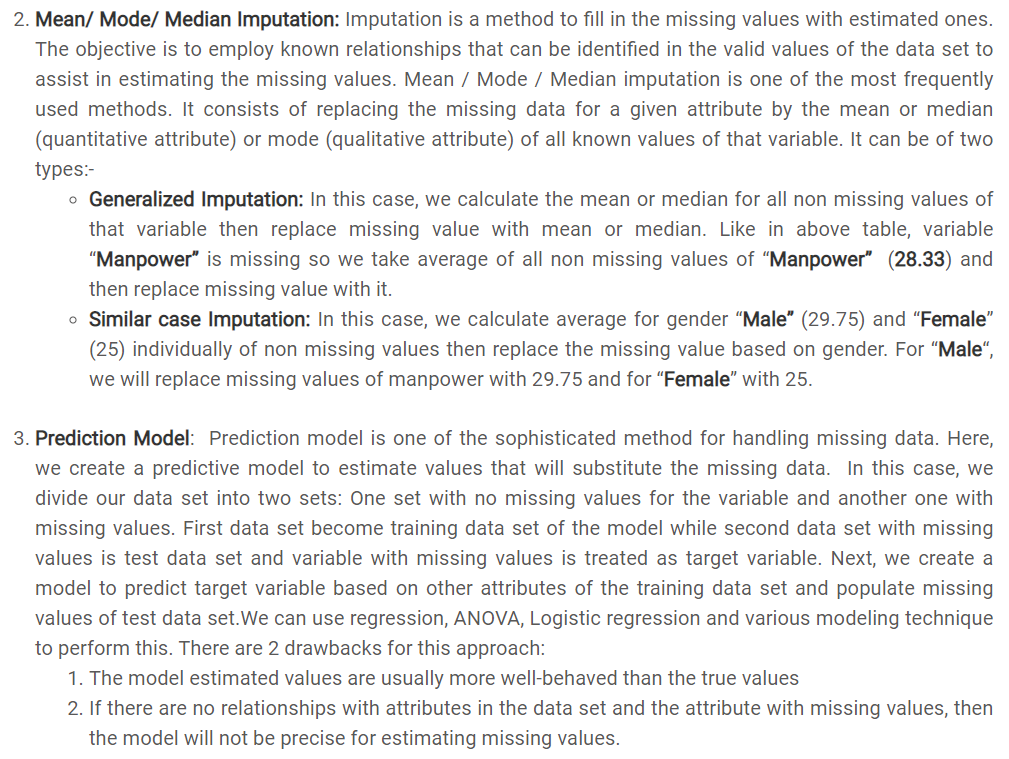 2. Mean/ Mode/ Median Imputation: Imputation is a method to fill in the missing values with estimated ones.
The objective is to employ known relationships that can be identified in the valid values of the data set to
assist in estimating the missing values. Mean / Mode / Median imputation is one of the most frequently
used methods. It consists of replacing the missing data for a given attribute by the mean or median
(quantitative attribute) or mode (qualitative attribute) of all known values of that variable. It can be of two
types:-
◦ Generalized Imputation: In this case, we calculate the mean or median for all non missing values of
that variable then replace missing value with mean or median. Like in above table, variable
“Manpower” is missing so we take average of all non missing values of “Manpower” (28.33) and
then replace missing value with it.
◦ Similar case Imputation: In this case, we calculate average for gender “Male” (29.75) and “Female”
(25) individually of non missing values then replace the missing value based on gender. For “Male“,
we will replace missing values of manpower with 29.75 and for “Female” with 25.
3. Prediction Model: Prediction model is one of the sophisticated method for handling missing data. Here,
we create a predictive model to estimate values that will substitute the missing data. In this case, we
divide our data set into two sets: One set with no missing values for the variable and another one with
missing values. First data set become training data set of the model while second data set with missing
values is test data set and variable with missing values is treated as target variable. Next, we create a
model to predict target variable based on other attributes of the training data set and populate missing
values of test data set.We can use regression, ANOVA, Logistic regression and various modeling technique
to perform this. There are 2 drawbacks for this approach:
1. The model estimated values are usually more well-behaved than the true values
2. If there are no relationships with attributes in the data set and the attribute with missing values, then
the model will not be precise for estimating missing values.